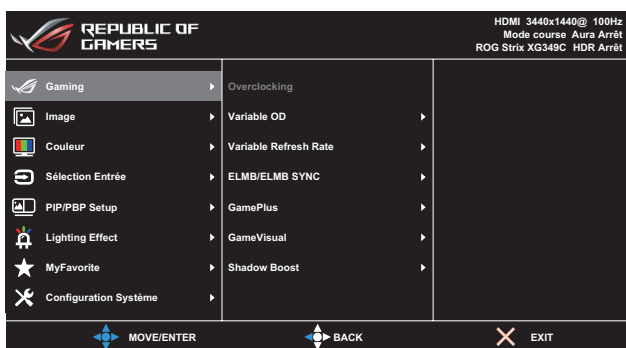 REPUBLIC OF
GAMERS
HDMI 3440x1440@ 100Hz
Mode course Aura Arrêt
ROG Strix XG349C HDR Arrêt
Gaming
Image
Couleur
Sélection Entrée
PIP/PBP Setup
Lighting Effect
MyFavorite
Configuration Système
Overclocking
Variable OD
Variable Refresh Rate
ELMB/ELMB SYNC
GamePlus
GameVisual
Shadow Boost
MOVE/ENTER
BACK
EXIT